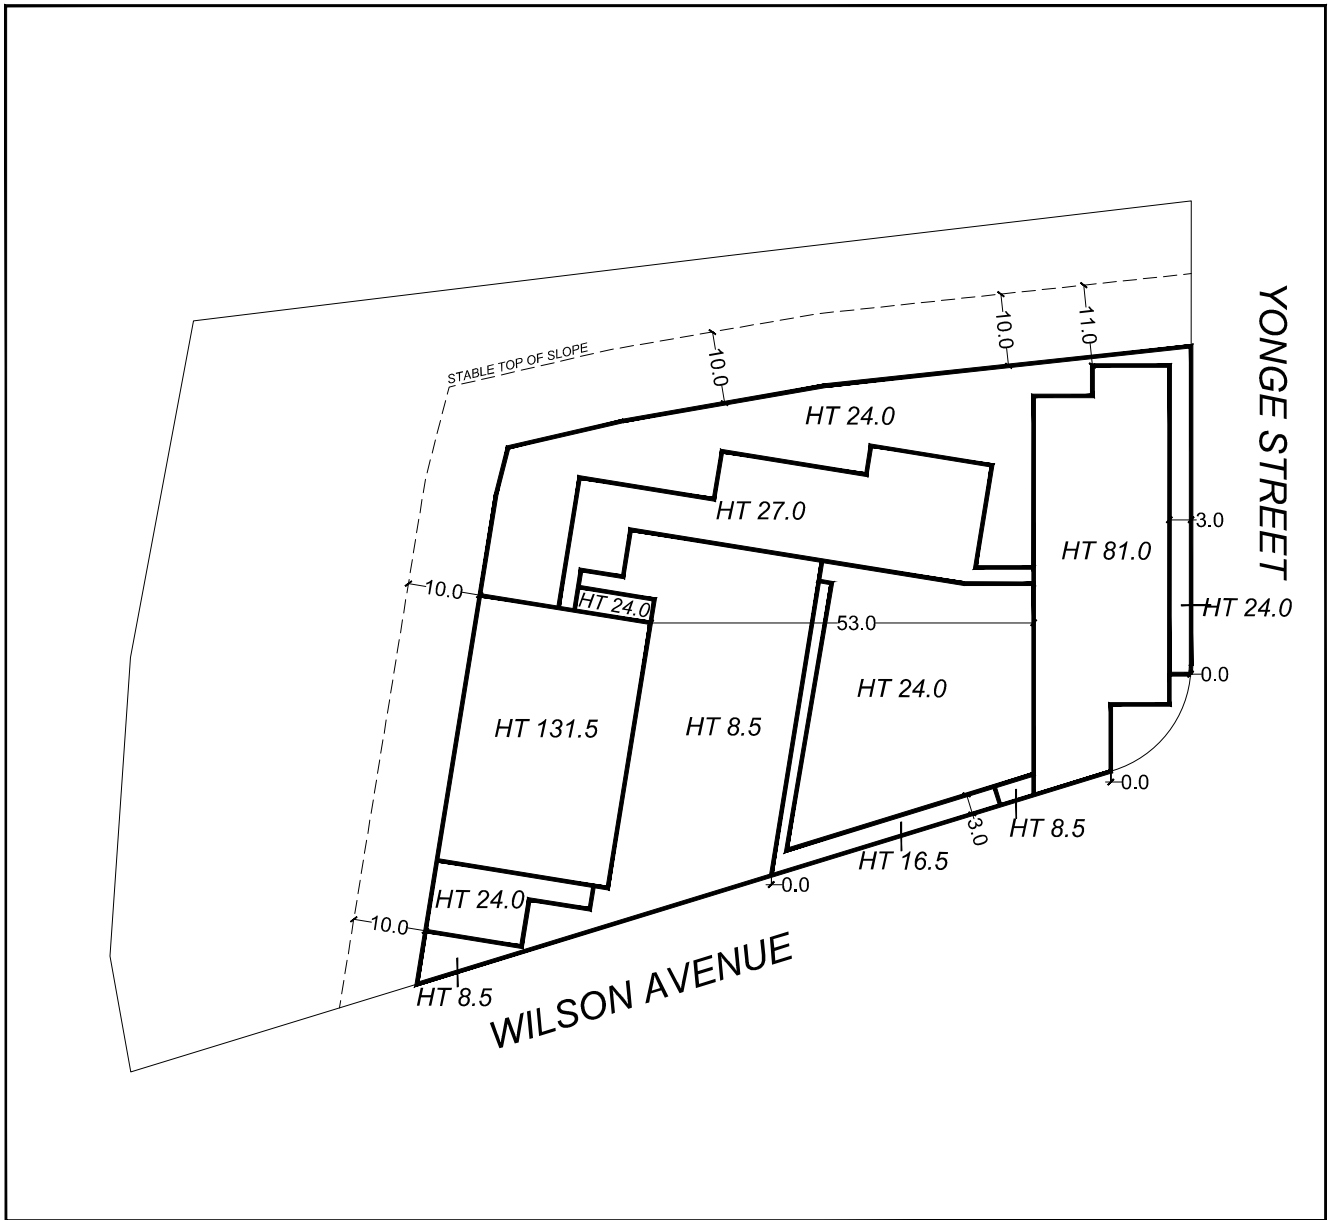 YONGE STREET
11.0
10.0
10.0
STABLE TOP OF SLOPE
HT 24.0
HT 27.0
3.0
HT 81.0
10.0
HT 24.0
HT 24.0
53.0
0.0
HT 24.0
HT 131.5
HT 8.5
0.0
3.0
HT 8.5
HT 16.5
0.0
HT 24.0
10.0
WILSON AVENUE
HT 8.5